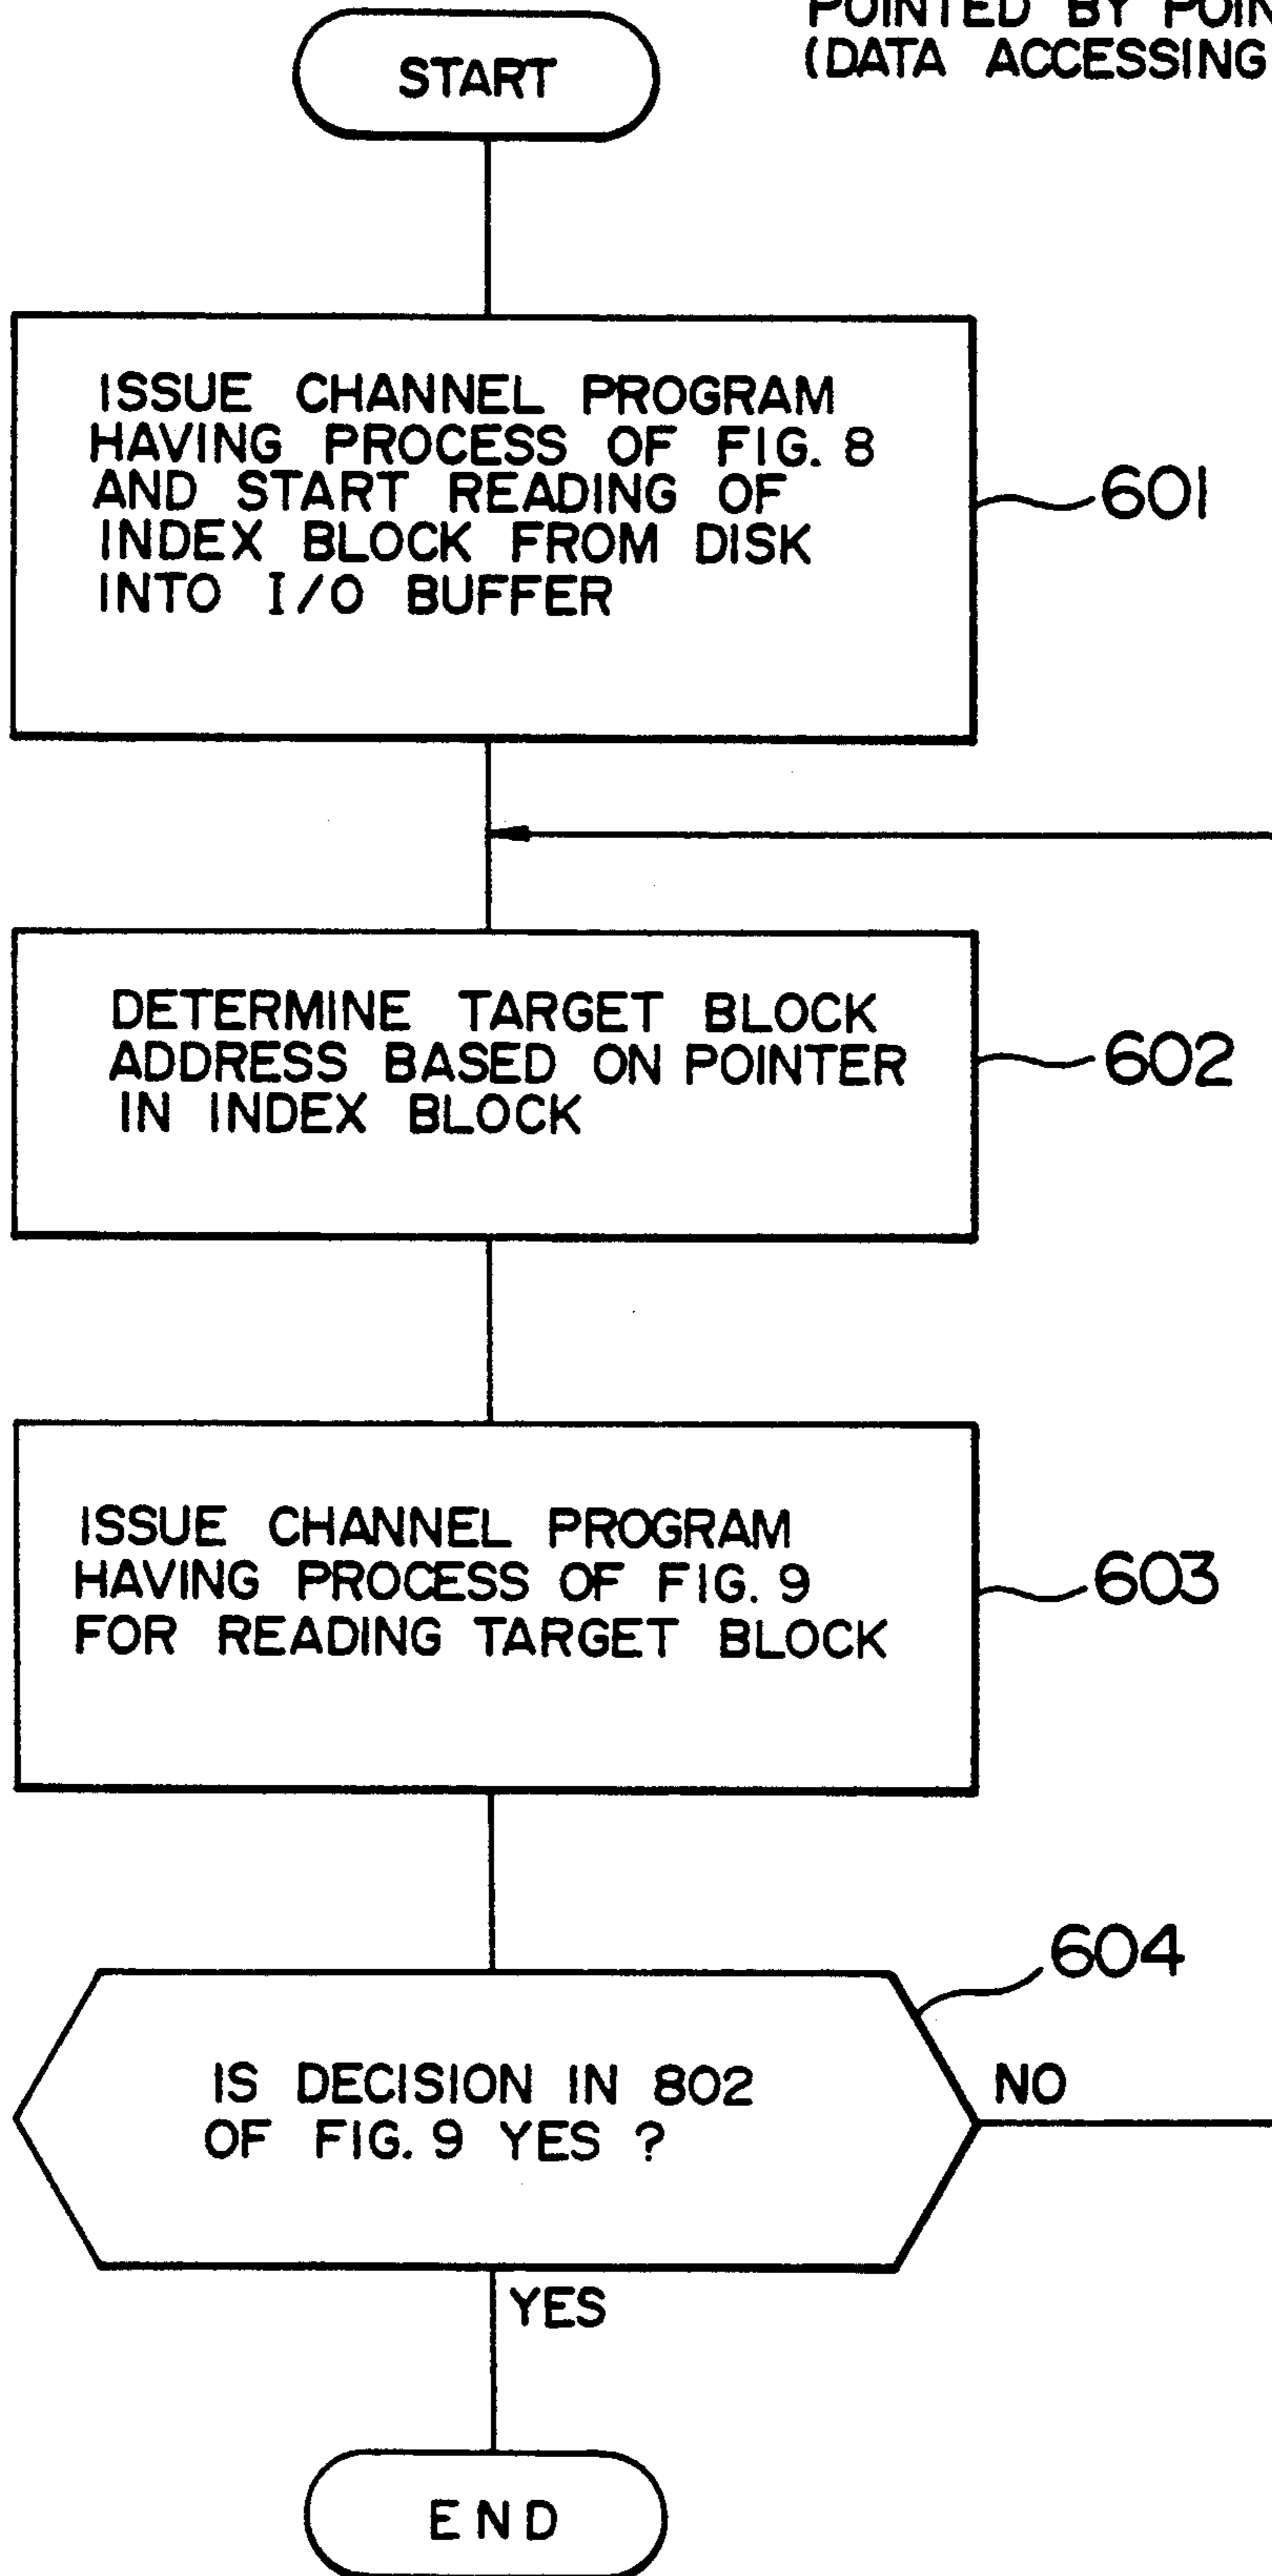 POINTED BY
(DATA ACCESSING
START
ISSUE CHANNEL PROGRAM
HAVING PROCESS OF FIG. 8
AND START READING OF
INDEX BLOCK FROM DISK
INTO I/O BUFFER
601
DETERMINE TARGET BLOCK
ADDRESS BASED ON POINTER
IN INDEX BLOCK
602
ISSUE CHANNEL PROGRAM
HAVING PROCESS OF FIG. 9
FOR READING TARGET BLOCK
603
604
IS DECISION IN 802
OF FIG. 9 YES ?
NO
YES
END